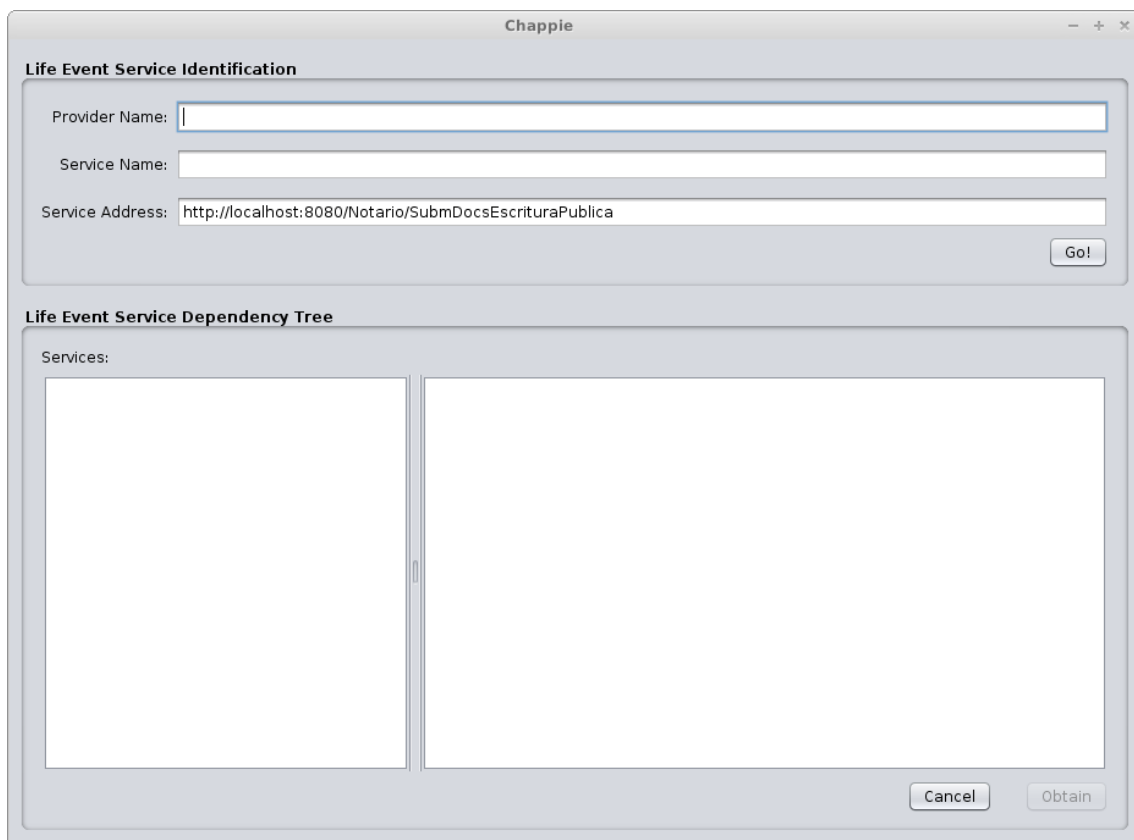 Chappie
Life Event Service Identification
Provider Name:
Service Name:
Service Address: http://localhost:8080/Notario/SubmDocsEscrituraPublica
Go!
Life Event Service Dependency Tree
Services:
Cancel Obtain